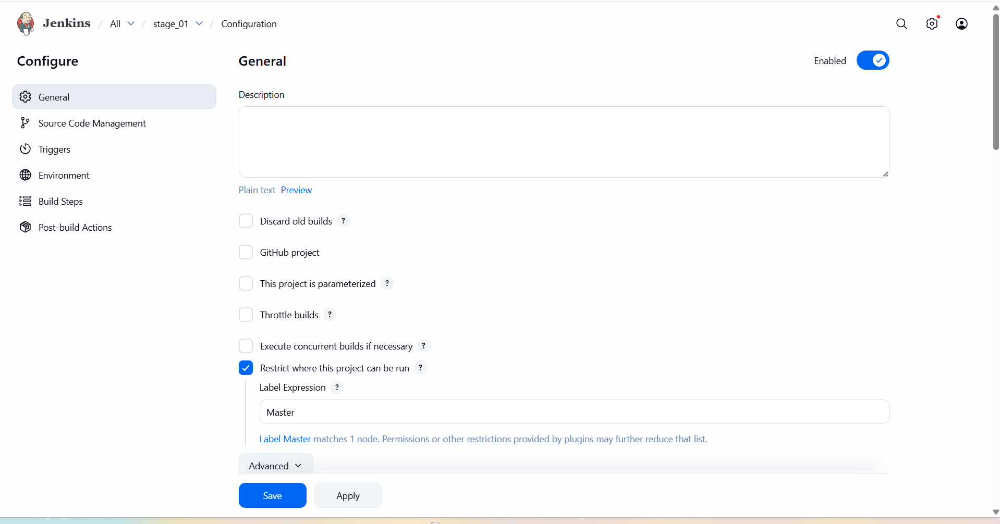 Jenkins / All / stage_01 / Configuration
Configure
General
Source Code Management
Triggers
Environment
Build Steps
Post-build Actions
General
Enabled
Description
Plain text Preview
Discard old builds ?
GitHub project
This project is parameterized ?
Throttle builds ?
Execute concurrent builds if necessary ?
Restrict where this project can be run ?
Label Expression ?
Master
Label Master matches 1 node. Permissions or other restrictions provided by plugins may further reduce that list.
Advanced
Save Apply